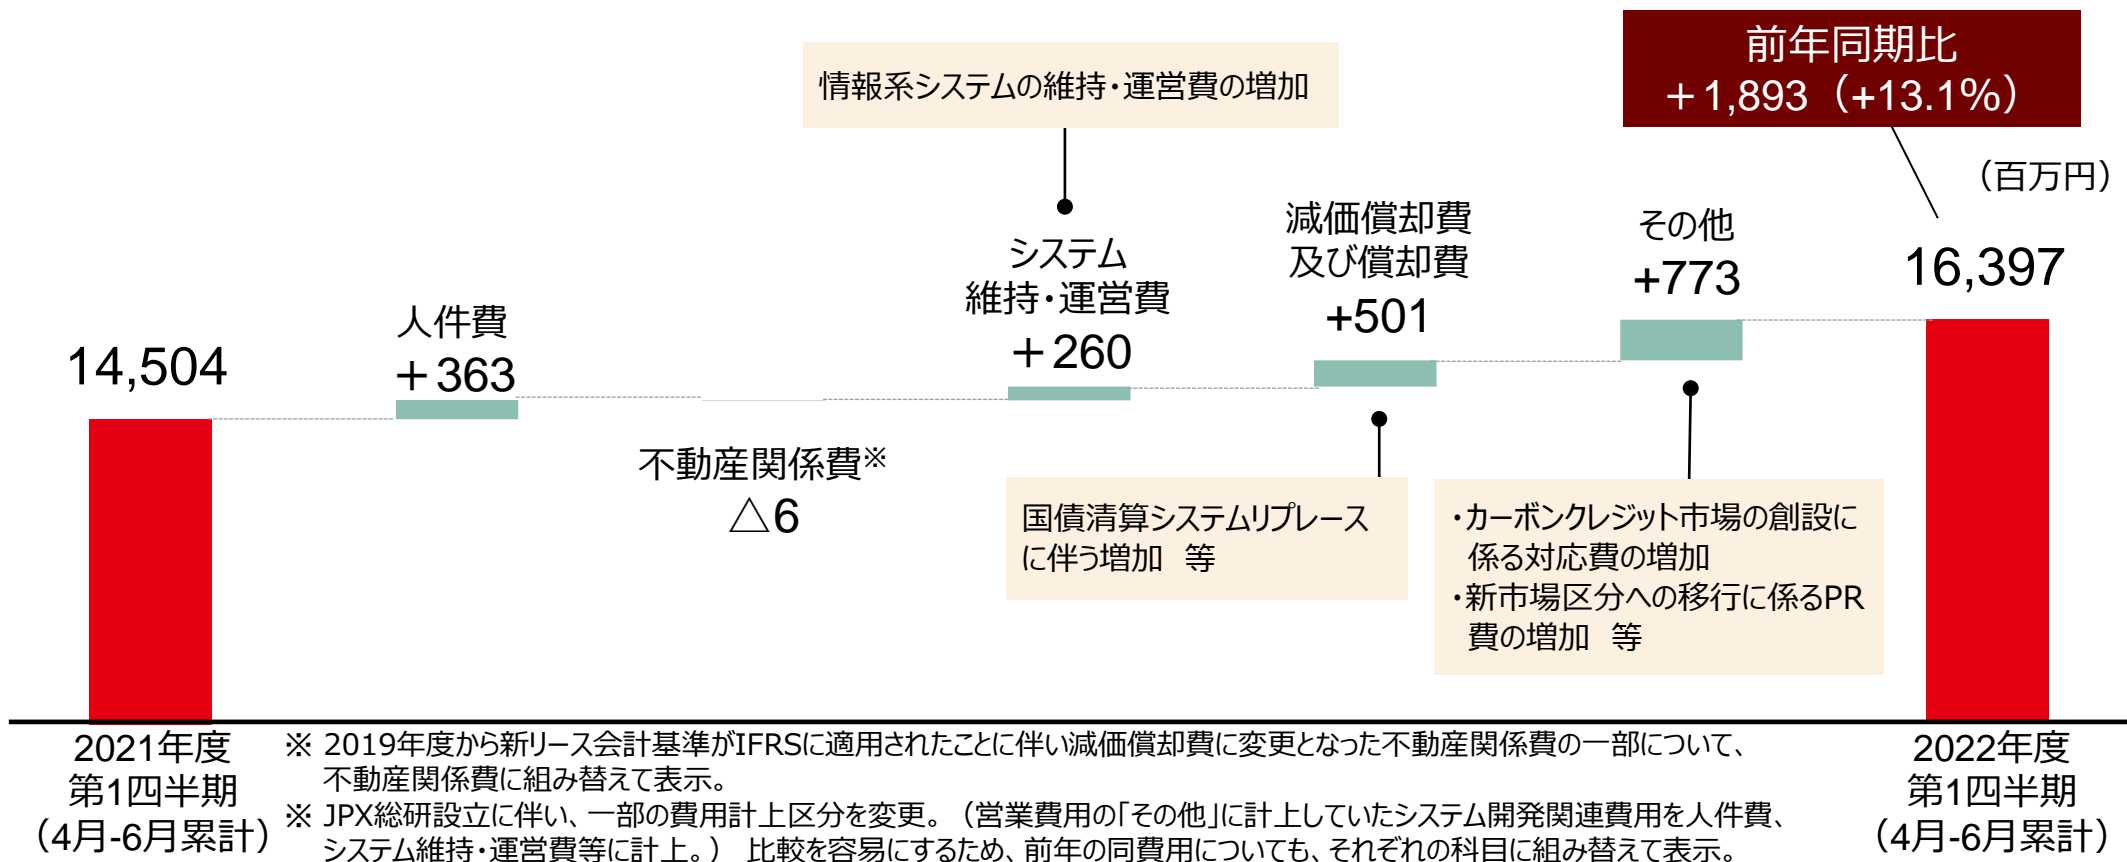 情報系システムの維持・運営費の増加
前年同期比
＋1,893（+13.1%）
（百万円）
14,504
人件費
＋363
不動産関係費※
△6
システム
維持・運営費
＋260
減価償却費
及び償却費
+501
その他
+773
16,397
国債清算システムリプレース
に伴う増加　等
・カーボンクレジット市場の創設に
係る対応費の増加
・新市場区分への移行に係るPR
費の増加　等
2021年度
第1四半期
（4月-6月累計）
2022年度
第1四半期
（4月-6月累計）
※ 2019年度から新リース会計基準がIFRSに適用されたことに伴い減価償却費に変更となった不動産関係費の一部について、
不動産関係費に組み替えて表示。
※ JPX総研設立に伴い、一部の費用計上区分を変更。（営業費用の「その他」に計上していたシステム開発関連費用を人件費、
システム維持・運営費等に計上。）　比較を容易にするため、前年の同費用についても、それぞれの科目に組み替えて表示。